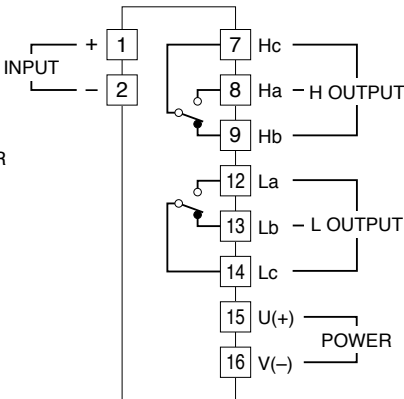 + 1
INPUT
– 2
R
7 Hc
8 Ha
H OUTPUT
9 Hb
12 La
13 Lb
L OUTPUT
14 Lc
15 U(+)
POWER
16 V(–)